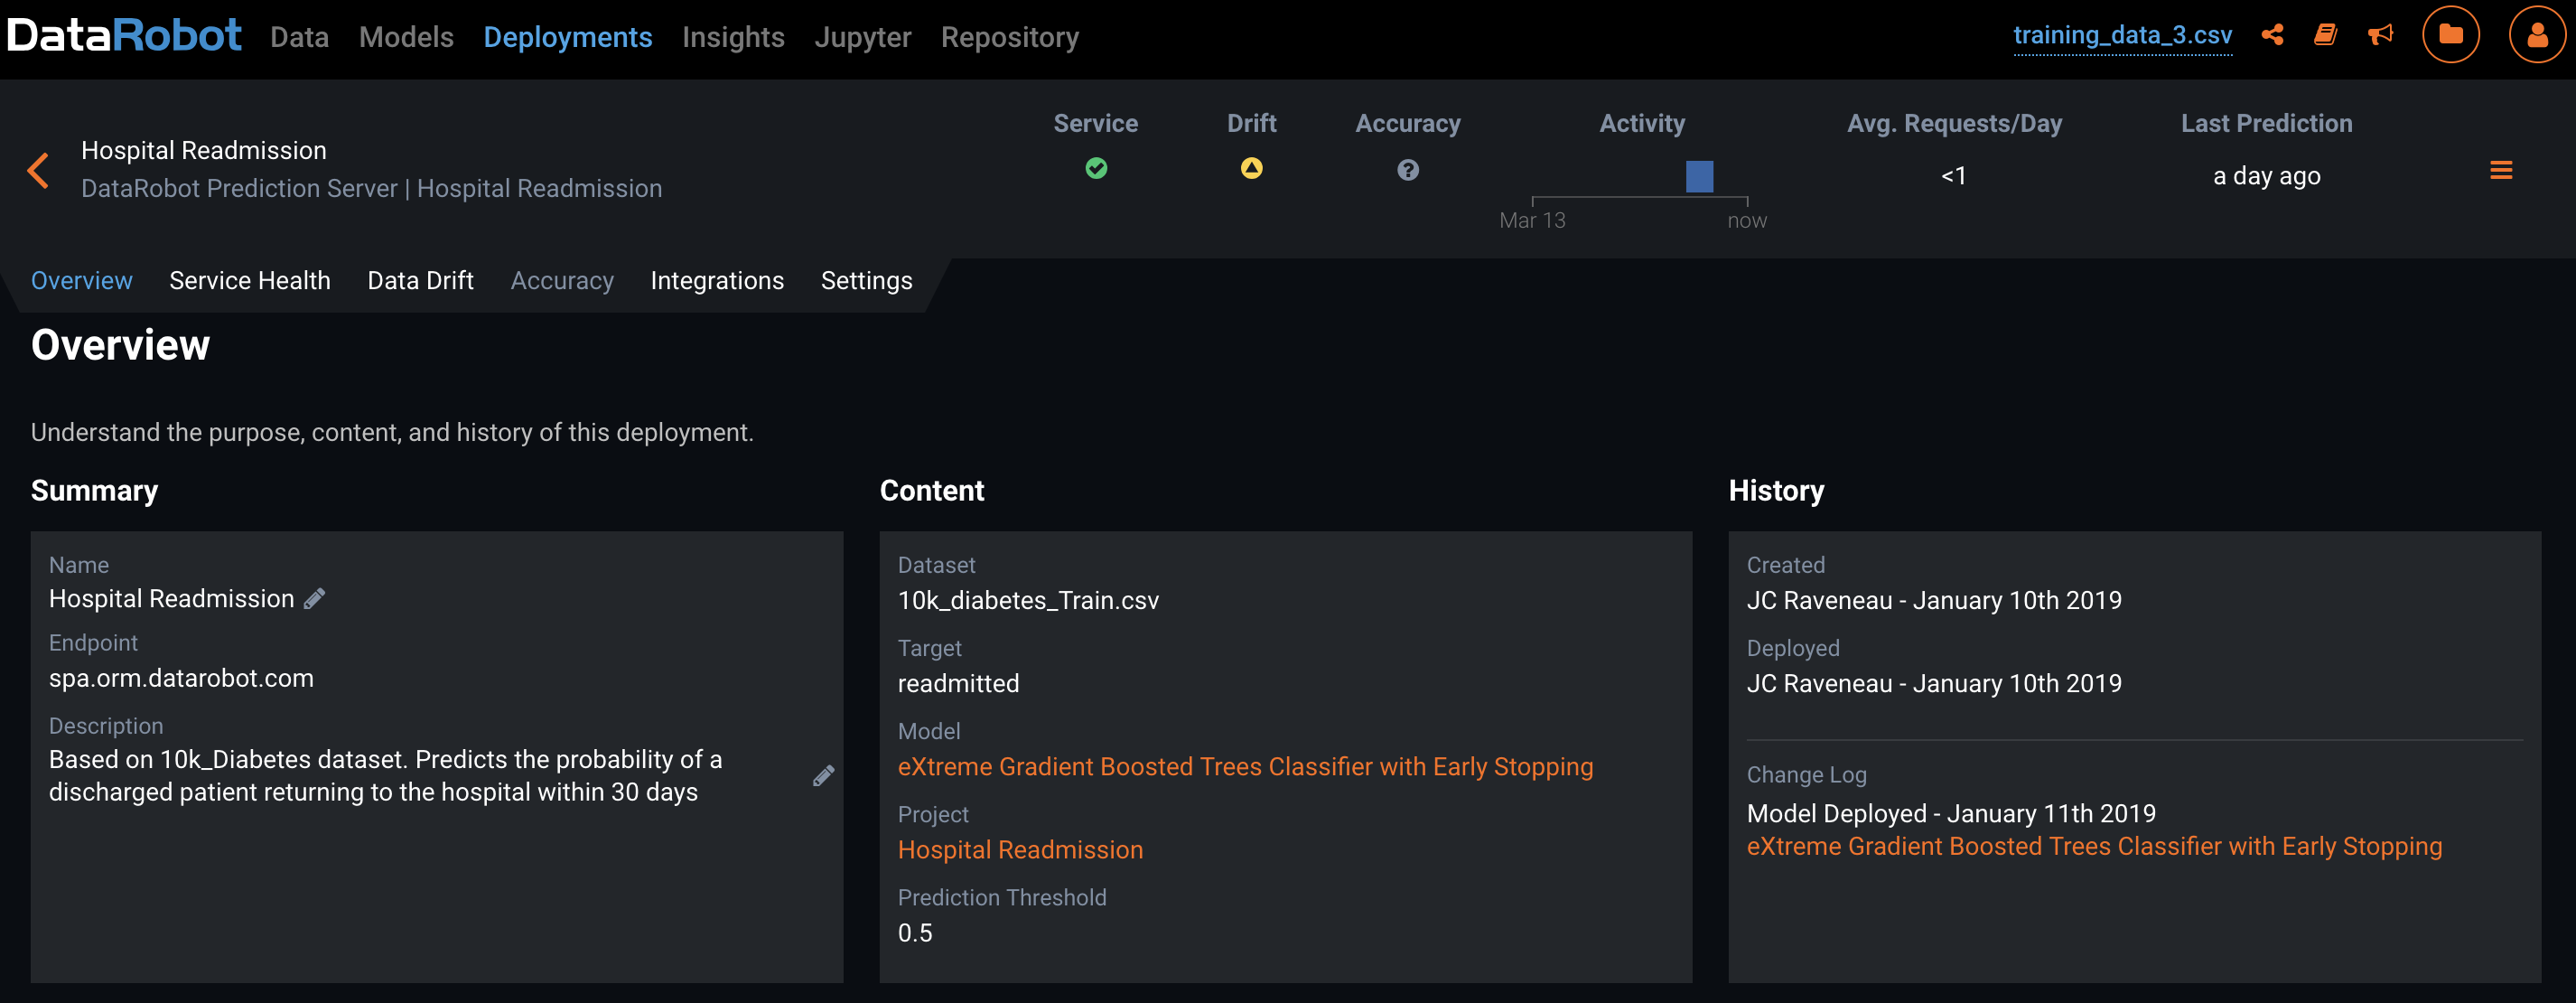 DataRobot Data Models Deployments Insights Jupyter Repository training_data_3.csv
Service Drift Accuracy Activity Avg. Requests/Day Last Prediction
Hospital Readmission
<1 a day ago
DataRobot Prediction Server | Hospital Readmission
Mar 13 now
Overview Service Health Data Drift Accuracy Integrations Settings
Overview
Understand the purpose, content, and history of this deployment.
Summary
Name
Hospital Readmission
Endpoint
spa.orm.datarobot.com
Description
Based on 10k_Diabetes dataset. Predicts the probability of a
discharged patient returning to the hospital within 30 days
Content
Dataset
10k_diabetes_Train.csv
Target
readmitted
Model
eXtreme Gradient Boosted Trees Classifier with Early Stopping
Project
Hospital Readmission
Prediction Threshold
0.5
History
Created
JC Raveneau - January 10th 2019
Deployed
JC Raveneau - January 10th 2019
Change Log
Model Deployed - January 11th 2019
eXtreme Gradient Boosted Trees Classifier with Early Stopping